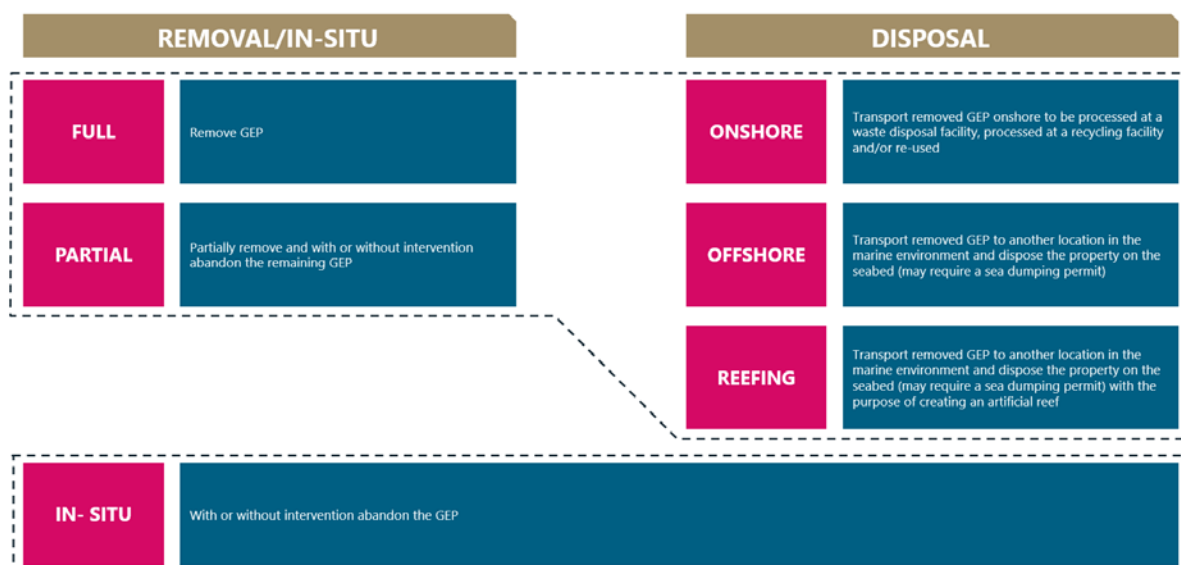 REMOVAL/IN-SITU
DISPOSAL
FULL
Remove GEP
ONSHORE
Transport removed GEP onshore to be processed at a
waste disposal facility, processed at a recycling facility
and/or re-used
PARTIAL
Partially remove and with or without intervention
abandon the remaining GEP
OFFSHORE
Transport removed GEP to another location in the
marine environment and dispose the property on the
seabed (may require a sea dumping permit)
REEFING
Transport removed GEP to another location in the
marine environment and dispose the property on the
seabed (may require a sea dumping permit) with the
purpose of creating an artificial reef
IN- SITU
With or without intervention abandon the GEP